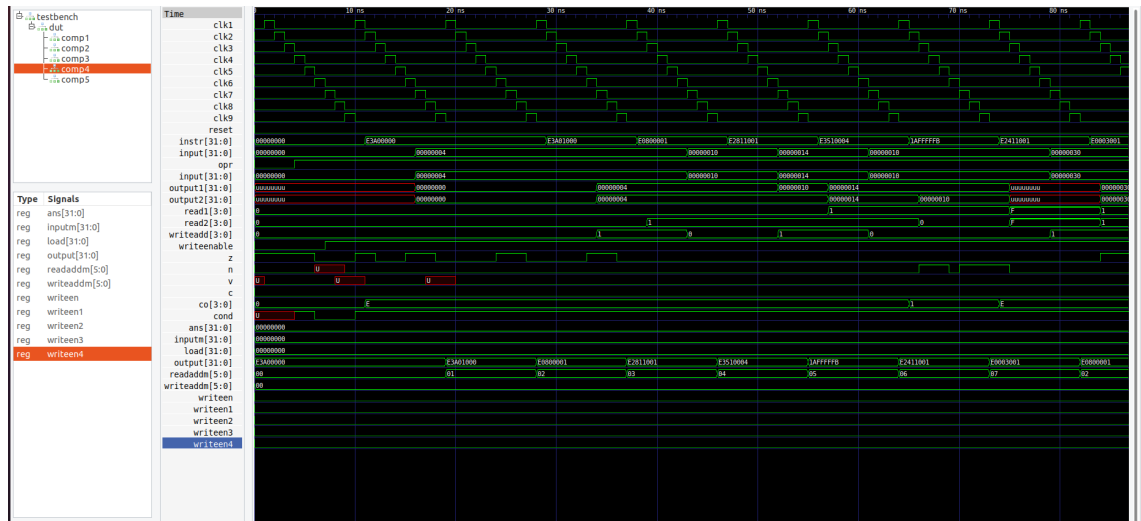 testbench
dut
comp1
comp2
comp3
comp4
comp5
Type Signals
reg ans[31:0]
reg inputm[31:0]
reg load[31:0]
reg output[31:0]
reg readaddm[5:0]
reg writeaddm[5:0]
reg writeen
reg writeen1
reg writeen2
reg writeen3
reg writeen4
Time 10 ns 20 ns 30 ns 40 ns 50 ns 60 ns 70 ns 80 ns
clk1
clk2
clk3
clk4
clk5
clk6
clk7
clk8
clk9
reset
instr[31:0] 00000000 E3A00000 E3A01000 E0800001 E2811001 E3510004 1AFFFFFB E2411001 E0003001
input[31:0] 00000000 00000004 00000010 00000014 00000010 00000030
opr
input[31:0] 00000000 00000004 00000010 00000014 00000010 00000030
output1[31:0] UUUUUUUU 00000000 00000004 00000010 00000014 UUUUUUUU 00000030
output2[31:0] UUUUUUUU 00000000 00000004 00000014 00000010 UUUUUUUU 00000030
read1[3:0] 0 1 F 1
read2[3:0] 0 1 0 F 1
writeadd[3:0] 0 1 0 1 0 1
writeenable
z
n U
v U U U
c
co[3:0] 0 E 1 E
cond U
ans[31:0] 00000000
inputm[31:0] 00000000
load[31:0] 00000000
output[31:0] E3A00000 E3A01000 E0800001 E2811001 E3510004 1AFFFFFB E2411001 E0003001 E0800001
readaddm[5:0] 00 01 02 03 04 05 06 07 02
writeaddm[5:0] 00
writeen
writeen1
writeen2
writeen3
writeen4